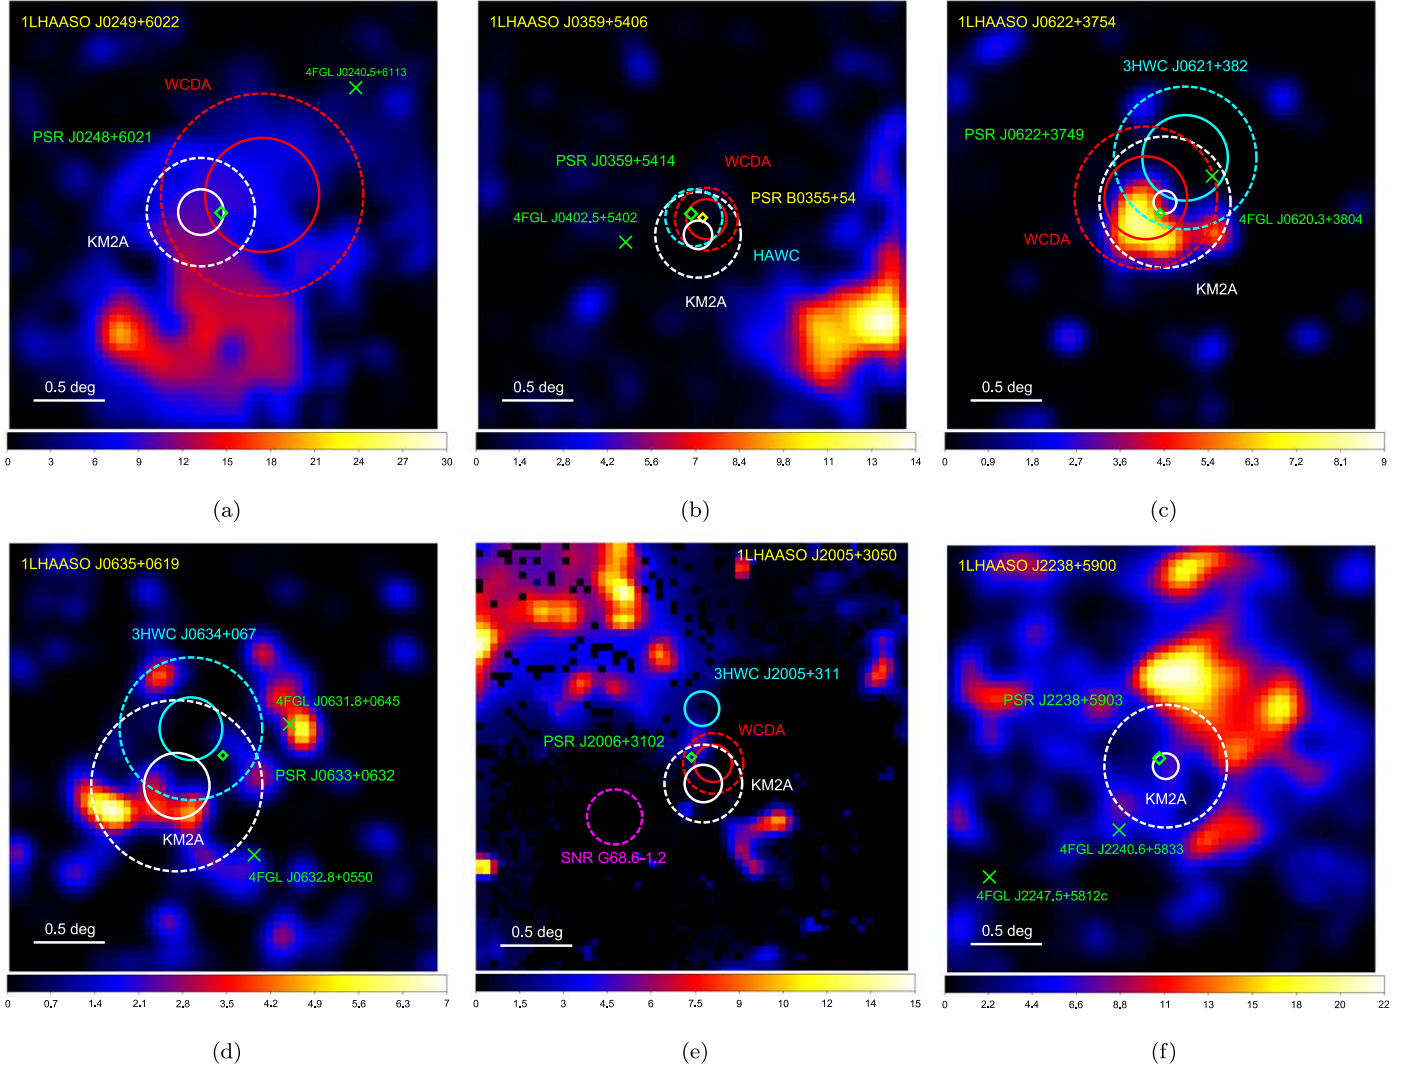 1LHAASO J0249+6022
4FGL J0240.5+6113
WCDA
PSR J0248+6021
KM2A
0.5 deg
0 3 6 9 12 15 18 21 24 27 30
(a)
1LHAASO J0359+5406
PSR J0359+5414
WCDA
PSR B0355+54
4FGL J0402.5+5402
HAWC
KM2A
0.5 deg
0 1.4 2.8 4.2 5.6 7 8.4 9.8 11 13 14
(b)
1LHAASO J0622+3754
3HWC J0621+382
PSR J0622+3749
4FGL J0620.3+3804
WCDA
KM2A
0.5 deg
0 0.9 1.8 2.7 3.6 4.5 5.4 6.3 7.2 8.1 9
(c)
1LHAASO J0635+0619
3HWC J0634+067
4FGL J0631.8+0645
PSR J0633+0632
KM2A
4FGL J0632.8+0550
0.5 deg
0 0.7 1.4 2.1 2.8 3.5 4.2 4.9 5.6 6.3 7
(d)
1LHAASO J2005+3050
3HWC J2005+311
WCDA
PSR J2006+3102
KM2A
SNR G68.6-1.2
0.5 deg
0 1.5 3 4.5 6 7.5 9 10 12 13 15
(e)
1LHAASO J2238+5900
PSR J2238+5903
KM2A
4FGL J2240.6+5833
4FGL J2247.5+5812c
0.5 deg
0 2.2 4.4 6.6 8.8 11 13 15 18 20 22
(f)